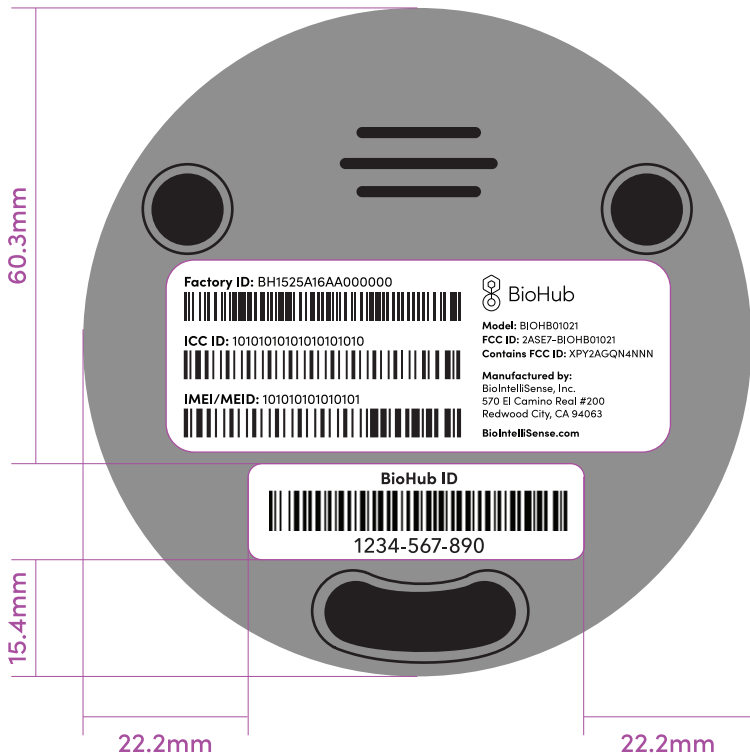 60.3mm
Factory ID: BH1525A16AA000000
ICC ID: 10101010101010101010
IMEI/MEID: 101010101010101
BioHub
Model: BIOHB01021
FCC ID: 2ASE7-BIOHB01021
Contains FCC ID: XPY2AGQN4NNN
Manufactured by:
BioIntelliSense, Inc.
570 El Camino Real #200
Redwood City, CA 94063
BioIntelliSense.com
BioHub ID
1234-567-890
15.4mm
22.2mm
22.2mm